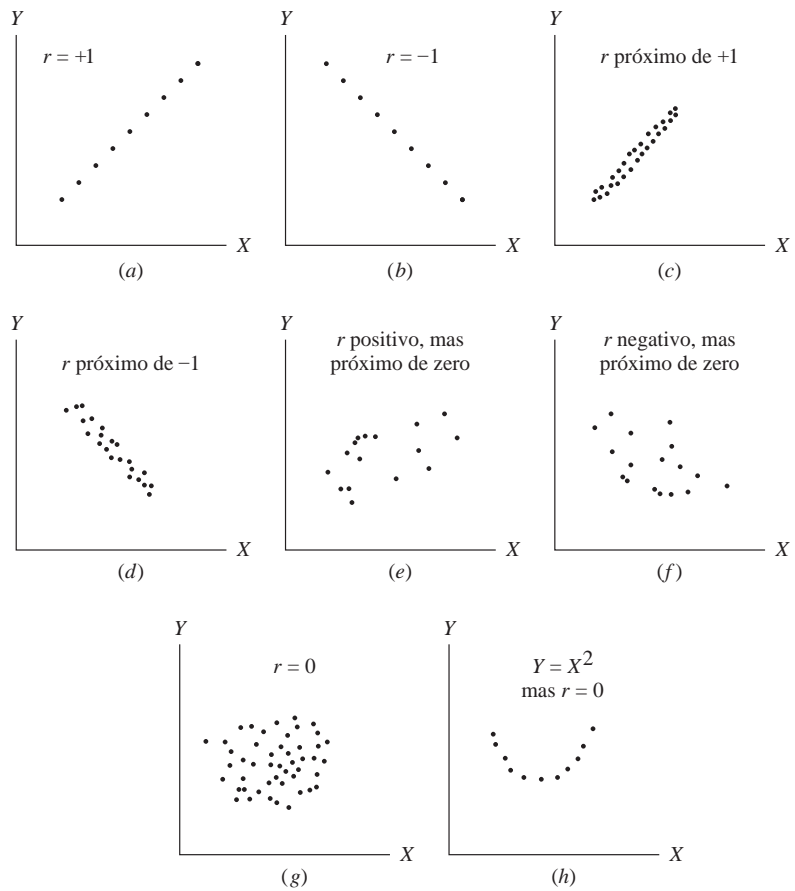 Y
r = +1
X
(a)
Y
r = −1
X
(b)
Y
r próximo de +1
X
(c)
Y
r próximo de −1
X
(d)
Y
r positivo, mas
próximo de zero
X
(e)
Y
r negativo, mas
próximo de zero
X
(f)
Y
r = 0
X
(g)
Y
Y = X²
mas r = 0
X
(h)